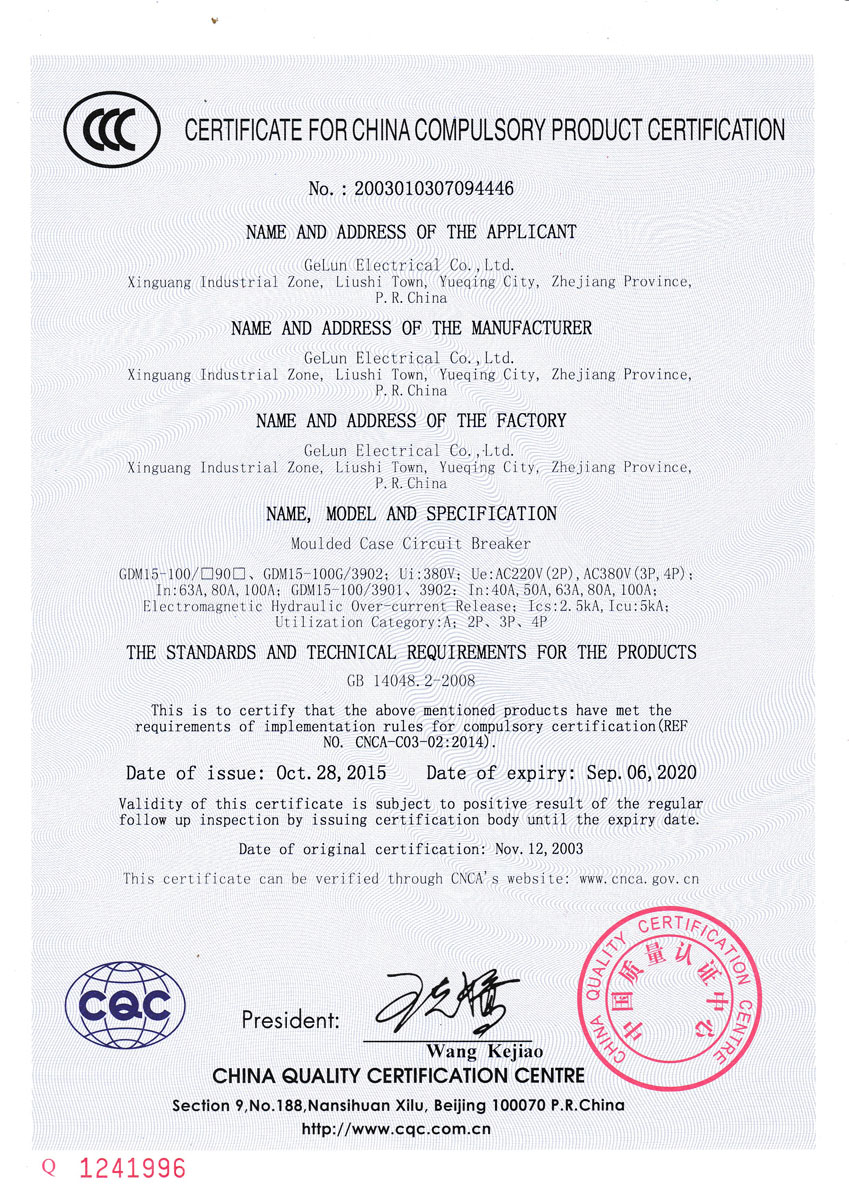 CCC
CERTIFICATE FOR CHINA COMPULSORY PRODUCT CERTIFICATION
No. : 2003010307094446
NAME AND ADDRESS OF THE APPLICANT
GeLun Electrical Co.,Ltd.
Xinguang Industrial Zone, Liushi Town, Yueqing City, Zhejiang Province,
P.R.China
NAME AND ADDRESS OF THE MANUFACTURER
GeLun Electrical Co.,Ltd.
Xinguang Industrial Zone, Liushi Town, Yueqing City, Zhejiang Province,
P.R.China
NAME AND ADDRESS OF THE FACTORY
GeLun Electrical Co.,Ltd.
Xinguang Industrial Zone, Liushi Town, Yueqing City, Zhejiang Province,
P.R.China
NAME, MODEL AND SPECIFICATION
Moulded Case Circuit Breaker
GDM15-100/□90□、GDM15-100G/3902; Ui:380V; Ue:AC220V(2P),AC380V(3P,4P);
In:63A,80A,100A; GDM15-100/3901、3902: In:40A,50A,63A,80A,100A;
Electromagnetic Hydraulic Over-current Release; Ics:2.5kA,Icu:5kA;
Utilization Category:A; 2P、3P、4P
THE STANDARDS AND TECHNICAL REQUIREMENTS FOR THE PRODUCTS
GB 14048.2-2008
This is to certify that the above mentioned products have met the
requirements of implementation rules for compulsory certification(REF
NO. CNCA-C03-02:2014).
Date of issue: Oct.28,2015 Date of expiry: Sep.06,2020
Validity of this certificate is subject to positive result of the regular
follow up inspection by issuing certification body until the expiry date.
Date of original certification: Nov.12,2003
This certificate can be verified through CNCA's website: www.cnca.gov.cn
CHINA QUALITY CERTIFICATION CENTRE
中国质量认证中心
CQC
President:
Wang Kejiao
CHINA QUALITY CERTIFICATION CENTRE
Section 9,No.188,Nansihuan Xilu, Beijing 100070 P.R.China
http://www.cqc.com.cn
Q 1241996